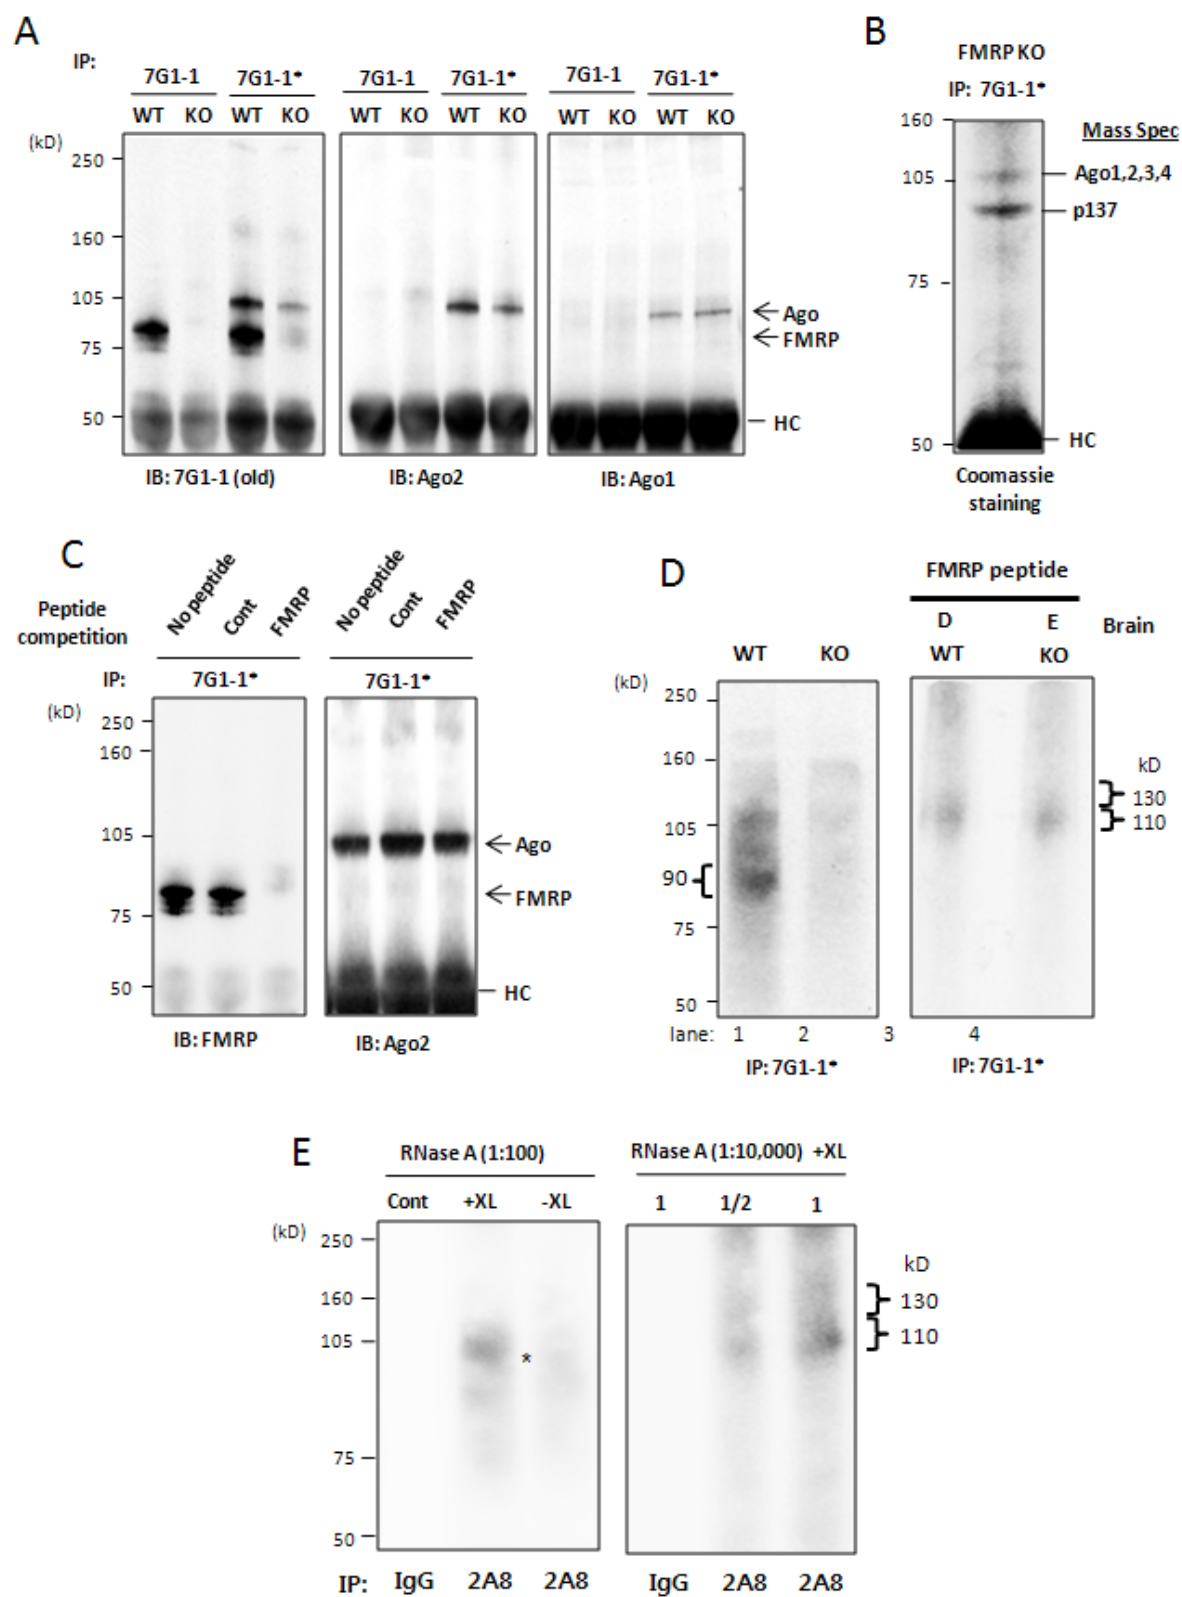 A
IP:
7G1-1 7G1-1* 7G1-1 7G1-1* 7G1-1 7G1-1*
WT KO WT KO WT KO WT KO WT KO WT KO
(kD)
250
160
105
75
50
Ago
FMRP
HC
IB: 7G1-1 (old) IB: Ago2 IB: Ago1
B
FMRP KO
IP: 7G1-1*
160
105
75
50
Mass Spec
Ago1,2,3,4
p137
HC
Coomassie
staining
C
Peptide
competition
No peptide Cont FMRP No peptide Cont FMRP
IP: 7G1-1* 7G1-1*
(kD)
250
160
105
75
50
Ago
FMRP
HC
IB: FMRP IB: Ago2
D
FMRP peptide
D E Brain
WT KO WT KO
(kD)
250
160
105
90
75
50
kD
130
110
lane: 1 2 3 4
IP: 7G1-1* IP: 7G1-1*
E
RNase A (1:100) RNase A (1:10,000) +XL
Cont +XL -XL 1 1/2 1
(kD)
250
160
105
75
50
*
kD
130
110
IP: IgG 2A8 2A8 IgG 2A8 2A8